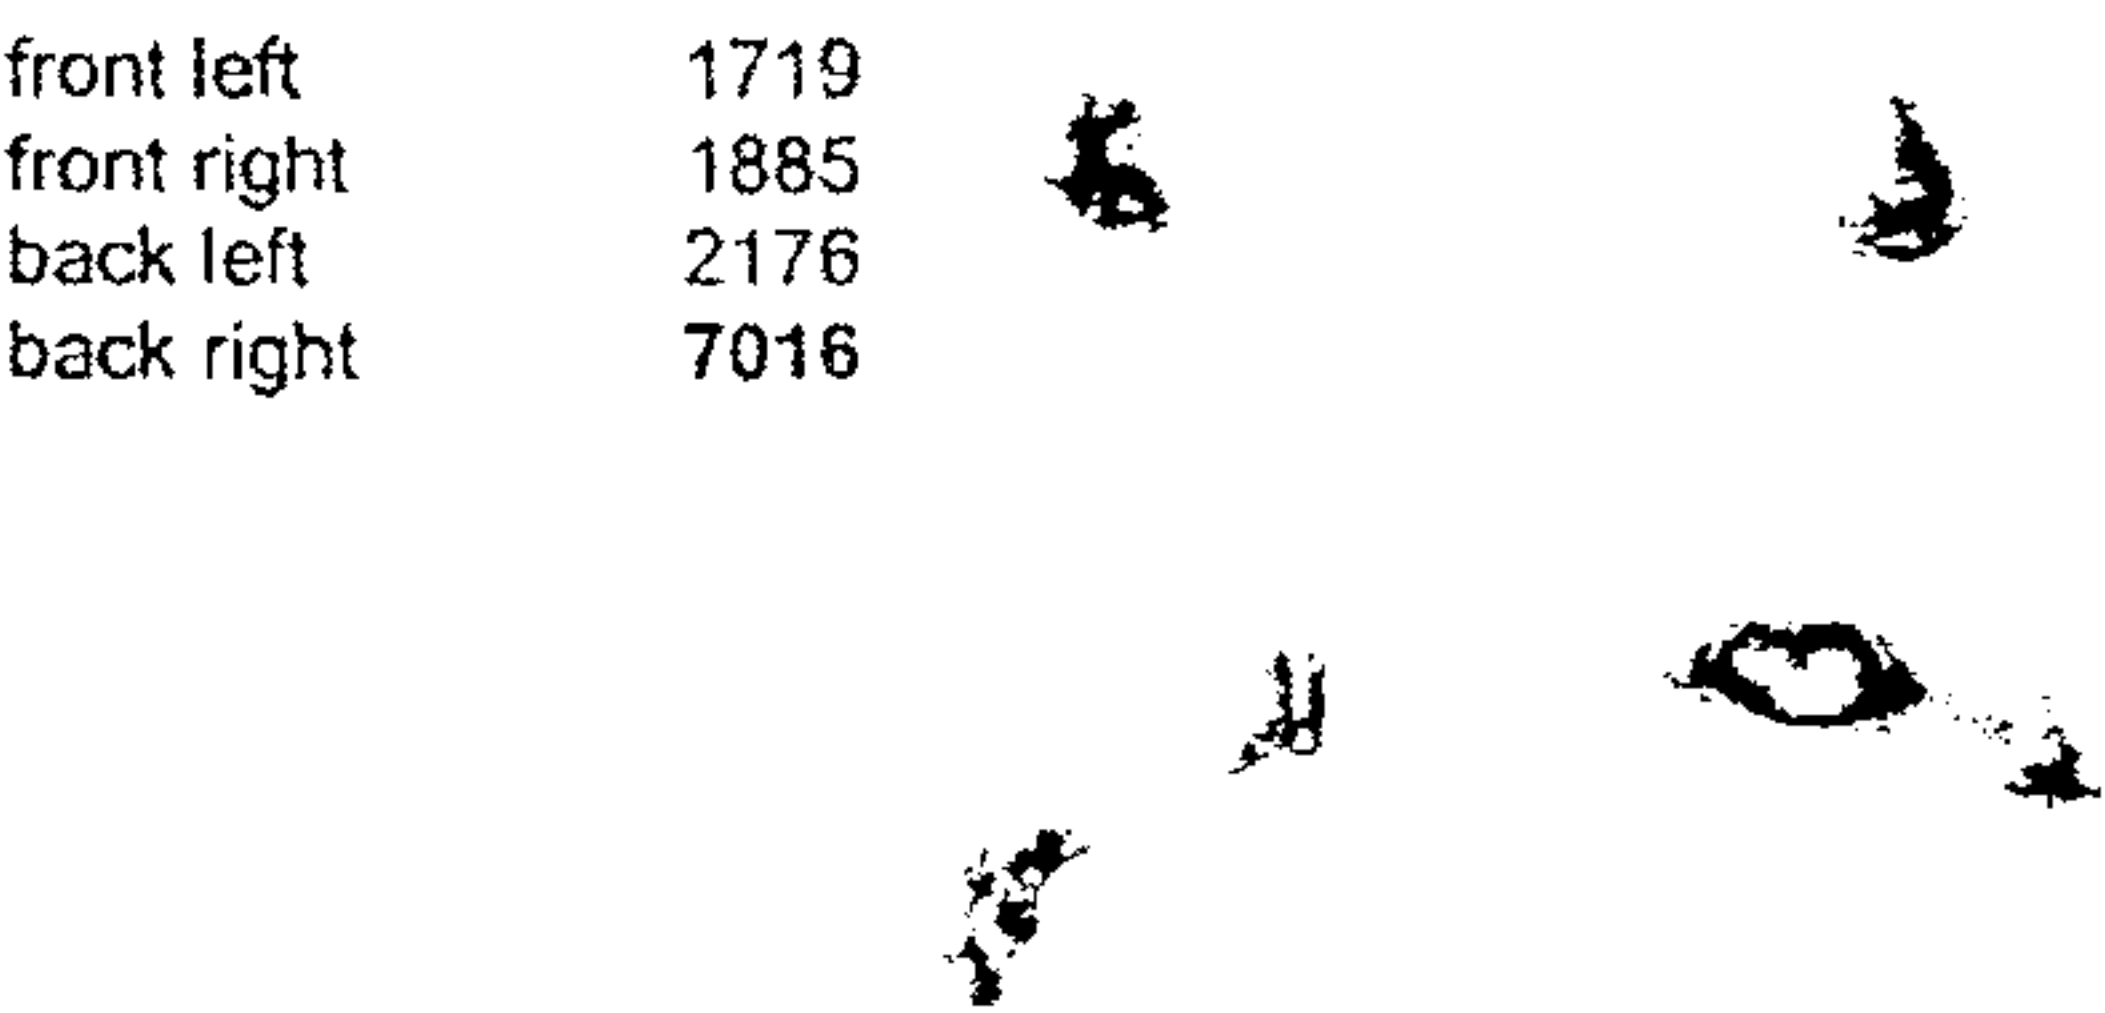 front left 1719
front right 1885
back left 2176
back right 7016